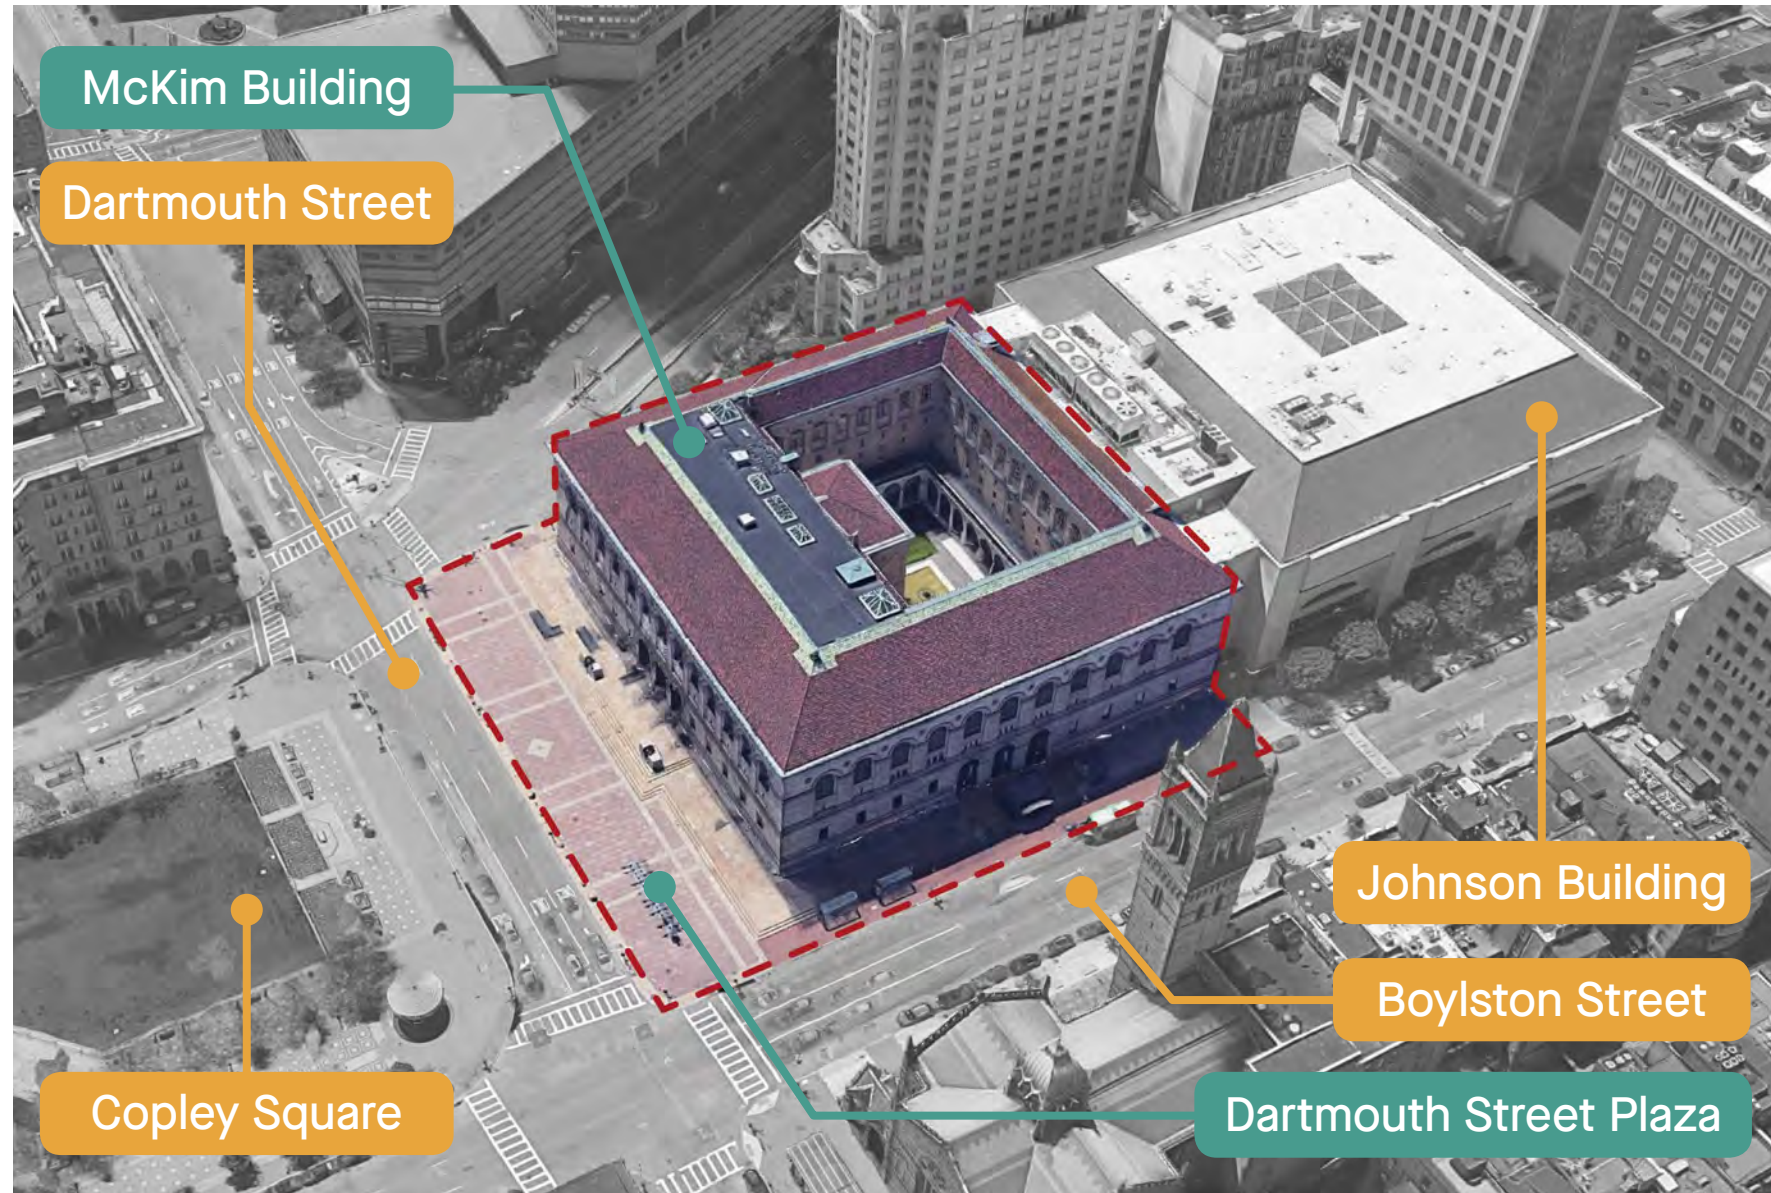 McKim Building
Dartmouth Street
Johnson Building
Boylston Street
Copley Square
Dartmouth Street Plaza